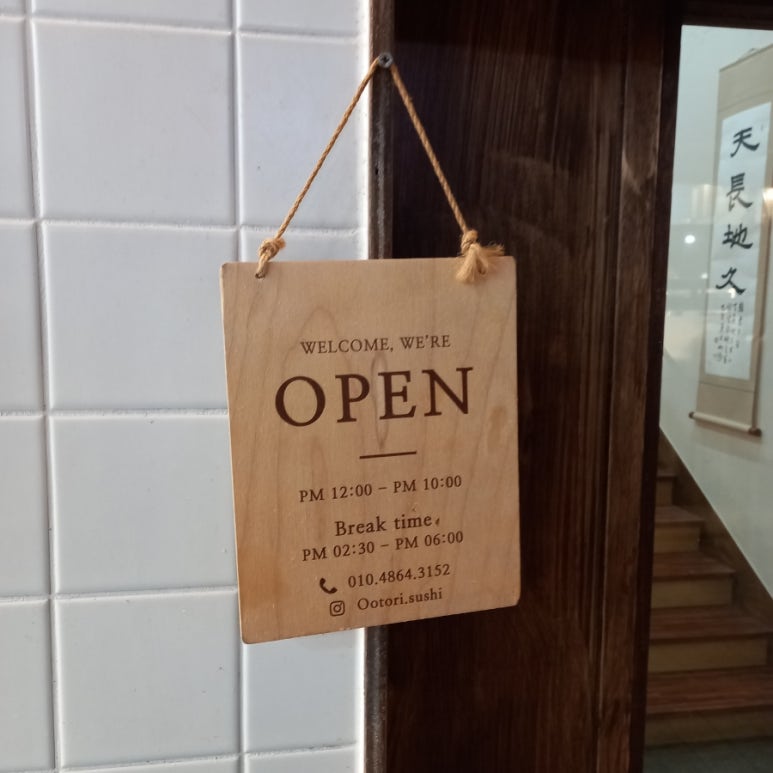 WELCOME, WE'RE
OPEN
PM 12:00 – PM 10:00
Break time
PM 02:30 – PM 06:00
010.4864.3152
Ootori.sushi
天長地久